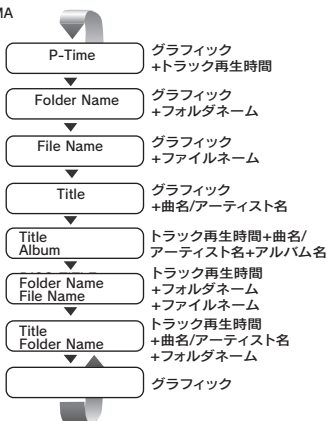 MA
P-Time
グラフィック
+トラック再生時間
Folder Name
グラフィック
+フォルダネーム
File Name
グラフィック
+ファイルネーム
Title
グラフィック
+曲名/アーティスト名
Title
Album
トラック再生時間+曲名/
アーティスト名+アルバム名
Folder Name
File Name
トラック再生時間
+フォルダネーム
+ファイルネーム
Title
Folder Name
トラック再生時間
+曲名/アーティスト名
+フォルダネーム
グラフィック